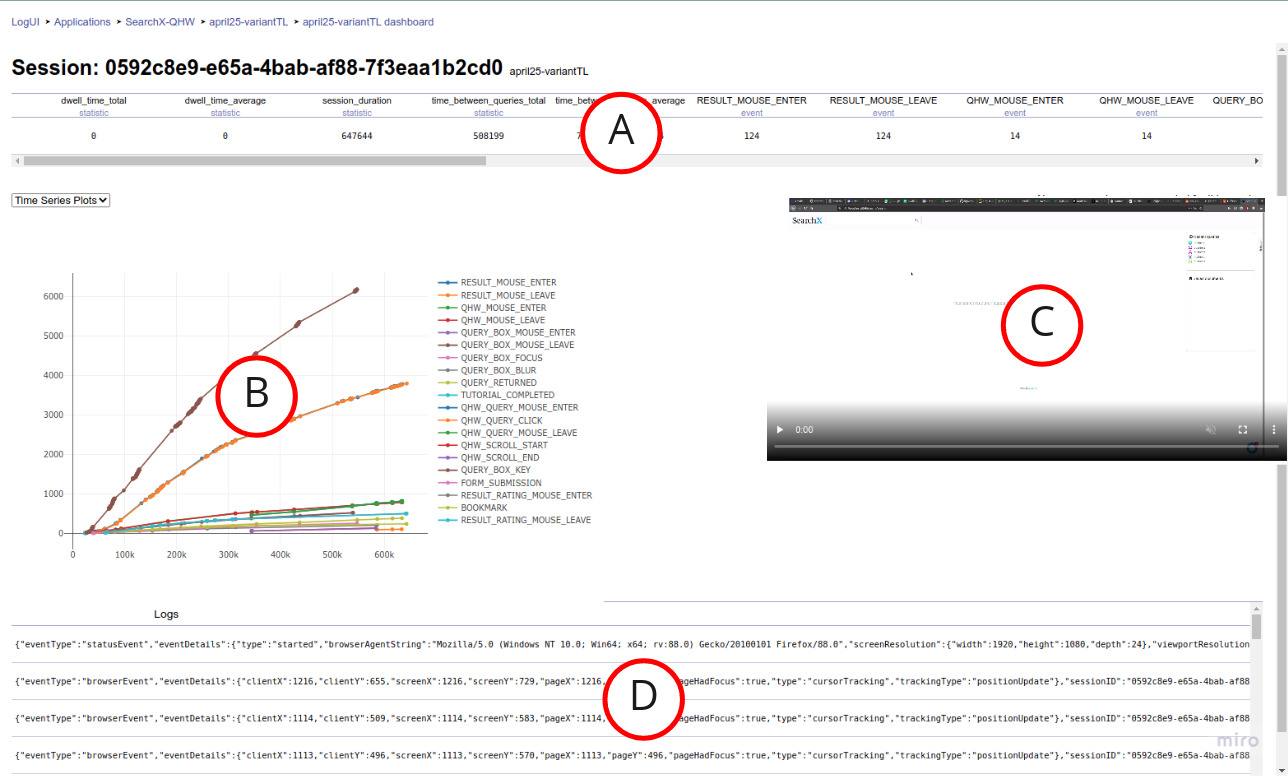 LogUI ➤ Applications ➤ SearchX-QHW ➤ april25-variantTL ➤ april25-variantTL dashboard
Session: 0592c8e9-e65a-4bab-af88-7f3eaa1b2cd0 april25-variantTL
dwell_time_total dwell_time_average session_duration time_between_queries_total average RESULT_MOUSE_ENTER RESULT_MOUSE_LEAVE QHW_MOUSE_ENTER QHW_MOUSE_LEAVE QUERY_BO
statistic statistic statistic statistic event event event event
0 0 647644 508199 124 124 14 14
A
Time Series Plots
SearchX
C
0:00
B
6000
5000
4000
3000
2000
1000
0
0 100k 200k 300k 400k 500k 600k
RESULT_MOUSE_ENTER
RESULT_MOUSE_LEAVE
QHW_MOUSE_ENTER
QHW_MOUSE_LEAVE
QUERY_BOX_MOUSE_ENTER
QUERY_BOX_MOUSE_LEAVE
QUERY_BOX_FOCUS
QUERY_BOX_BLUR
QUERY_RETURNED
TUTORIAL_COMPLETED
QHW_QUERY_MOUSE_ENTER
QHW_QUERY_CLICK
QHW_QUERY_MOUSE_LEAVE
QHW_SCROLL_START
QHW_SCROLL_END
QUERY_BOX_KEY
FORM_SUBMISSION
RESULT_RATING_MOUSE_ENTER
BOOKMARK
RESULT_RATING_MOUSE_LEAVE
Logs
{"eventType":"statusEvent","eventDetails":{"type":"started","browserAgentString":"Mozilla/5.0 (Windows NT 10.0; Win64; x64; rv:88.0) Gecko/20100101 Firefox/88.0","screenResolution":{"width":1920,"height":1080,"depth":24},"viewportResolution
{"eventType":"browserEvent","eventDetails":{"clientX":1216,"clientY":655,"screenX":1216,"screenY":729,"pageX":1216, pageHadFocus":true,"type":"cursorTracking","trackingType":"positionUpdate"},"sessionID":"0592c8e9-e65a-4bab-af88
{"eventType":"browserEvent","eventDetails":{"clientX":1114,"clientY":509,"screenX":1114,"screenY":583,"pageX":1114, pageHadFocus":true,"type":"cursorTracking","trackingType":"positionUpdate"},"sessionID":"0592c8e9-e65a-4bab-af88
{"eventType":"browserEvent","eventDetails":{"clientX":1113,"clientY":496,"screenX":1113,"screenY":570,"pageX":1113,"pageY":496,"pageHadFocus":true,"type":"cursorTracking","trackingType":"positionUpdate"},"sessionID":"0592c8e9-e65a-4bab-af88
D
miro